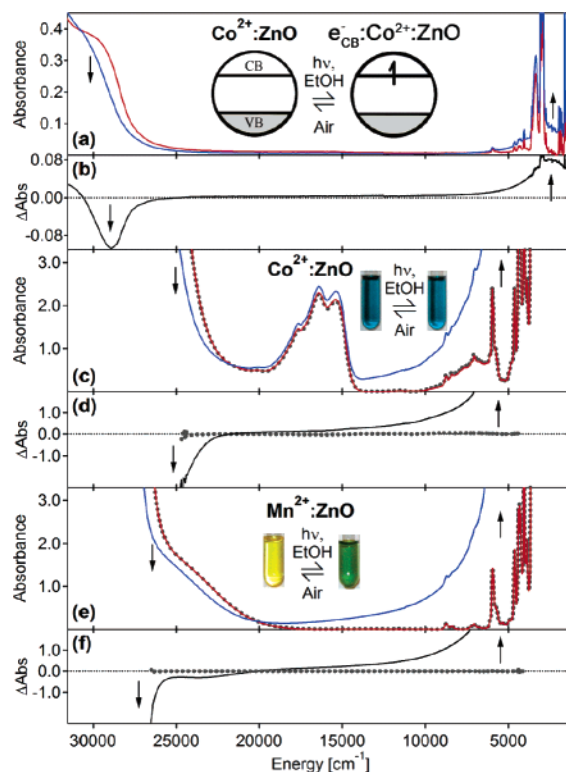 0.4
0.3
0.2
0.1
Absorbance
(a)
Co²⁺:ZnO
e⁻CB:Co²⁺:ZnO
CB
VB
hν,
EtOH
⇌
Air
1
0.08
0.00
-0.08
ΔAbs
(b)
3.0
2.0
1.0
Absorbance
(c)
Co²⁺:ZnO
hν,
EtOH
⇌
Air
1.0
0.0
-1.0
ΔAbs
(d)
3.0
2.0
1.0
Absorbance
(e)
Mn²⁺:ZnO
hν,
EtOH
⇌
Air
1.0
0.0
-1.0
ΔAbs
(f)
30000 25000 20000 15000 10000 5000
Energy [cm⁻¹]